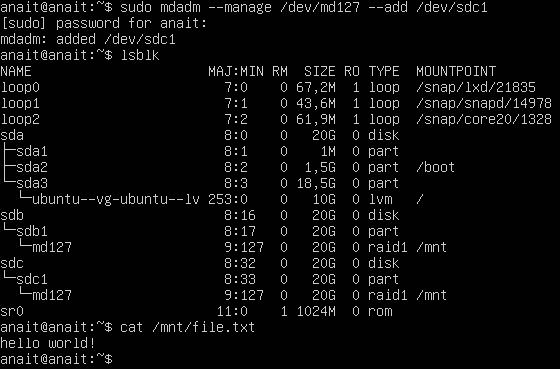 anait@anait:~$ sudo mdadm --manage /dev/md127 --add /dev/sdc1
[sudo] password for anait:
mdadm: added /dev/sdc1
anait@anait:~$ lsblk
NAME                      MAJ:MIN RM  SIZE RO TYPE  MOUNTPOINT
loop0                       7:0    0 67,2M  1 loop  /snap/lxd/21835
loop1                       7:1    0 43,6M  1 loop  /snap/snapd/14978
loop2                       7:2    0 61,9M  1 loop  /snap/core20/1328
sda                         8:0    0   20G  0 disk
├─sda1                      8:1    0    1M  0 part
├─sda2                      8:2    0  1,5G  0 part  /boot
└─sda3                      8:3    0 18,5G  0 part
  └─ubuntu--vg-ubuntu--lv 253:0    0   10G  0 lvm   /
sdb                         8:16   0   20G  0 disk
└─sdb1                      8:17   0   20G  0 part
  └─md127                   9:127  0   20G  0 raid1 /mnt
sdc                         8:32   0   20G  0 disk
└─sdc1                      8:33   0   20G  0 part
  └─md127                   9:127  0   20G  0 raid1 /mnt
sr0                        11:0    1 1024M  0 rom
anait@anait:~$ cat /mnt/file.txt
hello world!
anait@anait:~$